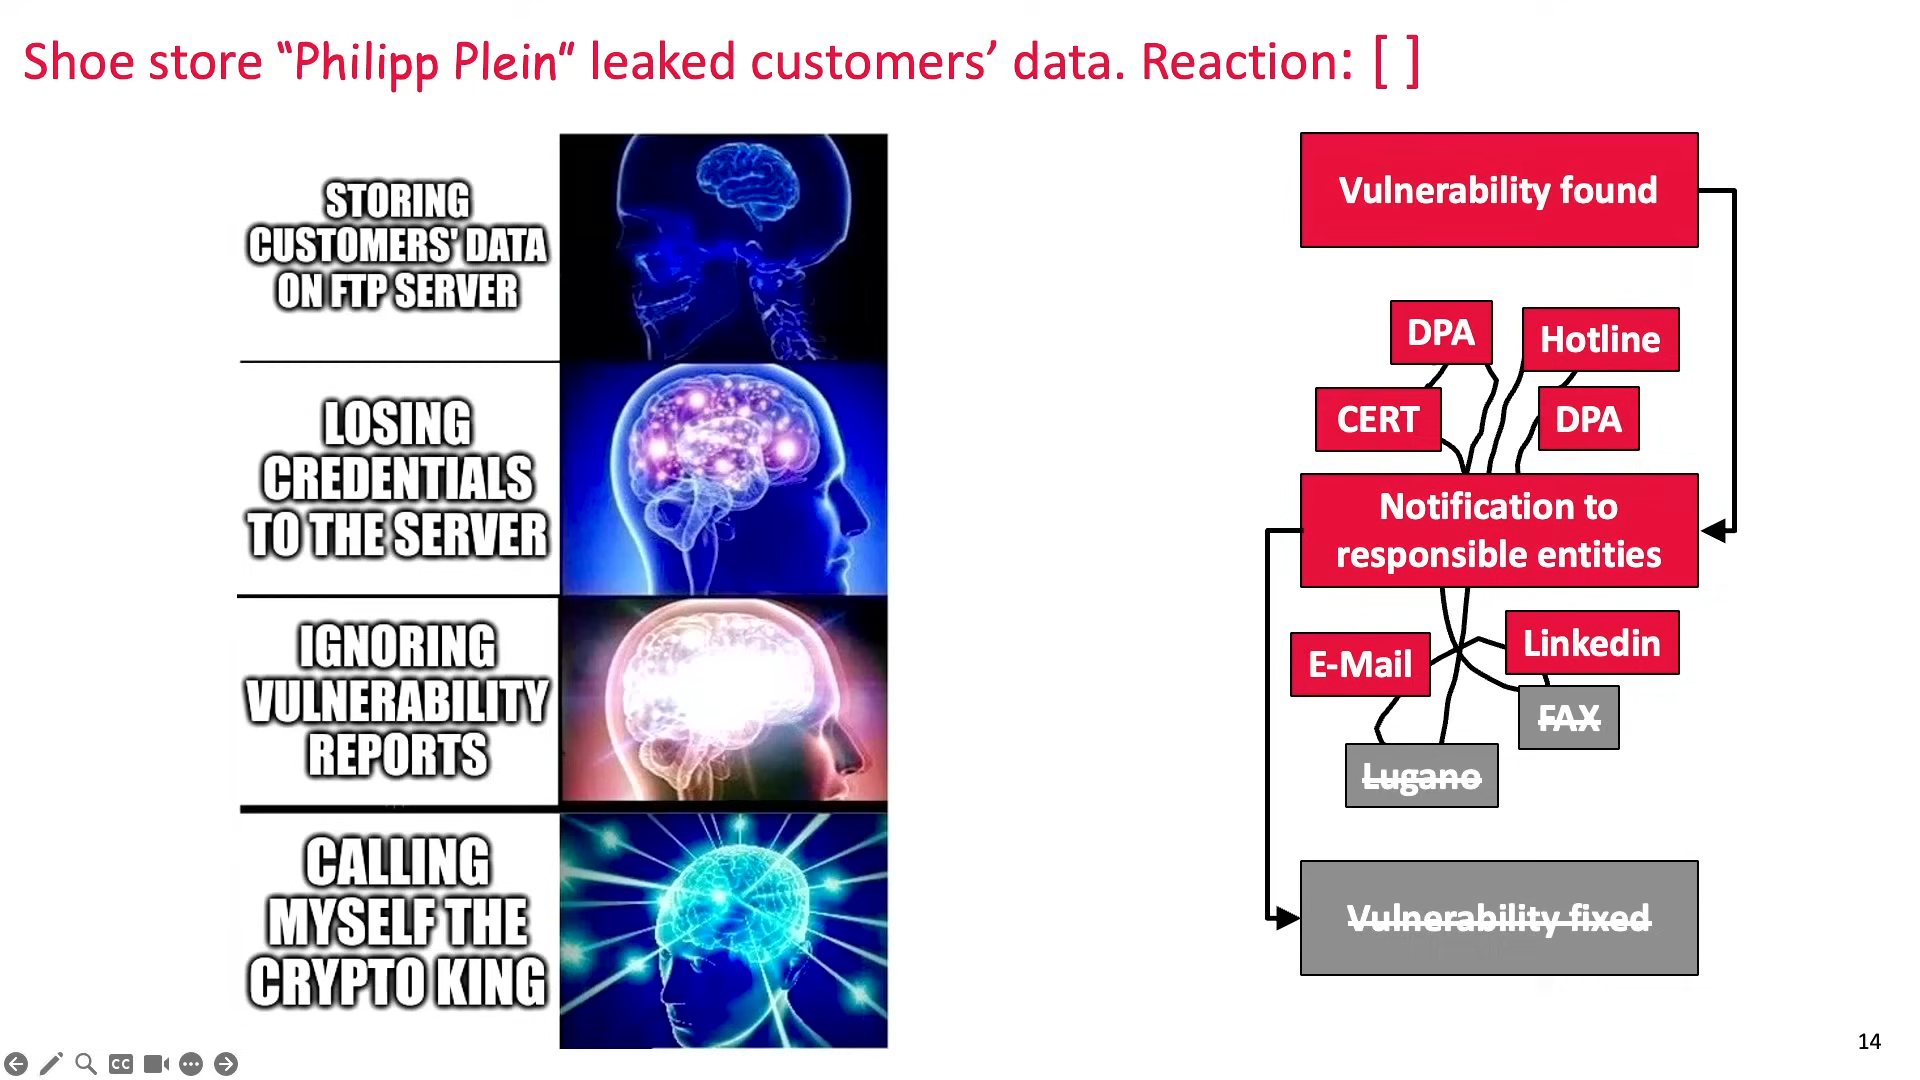 Shoe store “Philipp Plein“ leaked customers’ data. Reaction: [ ]
STORING
CUSTOMERS' DATA
ON FTP SERVER
LOSING
CREDENTIALS
TO THE SERVER
IGNORING
VULNERABILITY
REPORTS
CALLING
MYSELF THE
CRYPTO KING
Vulnerability found
DPA
Hotline
CERT
DPA
Notification to
responsible entities
Linkedin
E-Mail
FAX
Lugano
Vulnerability fixed
14
CC